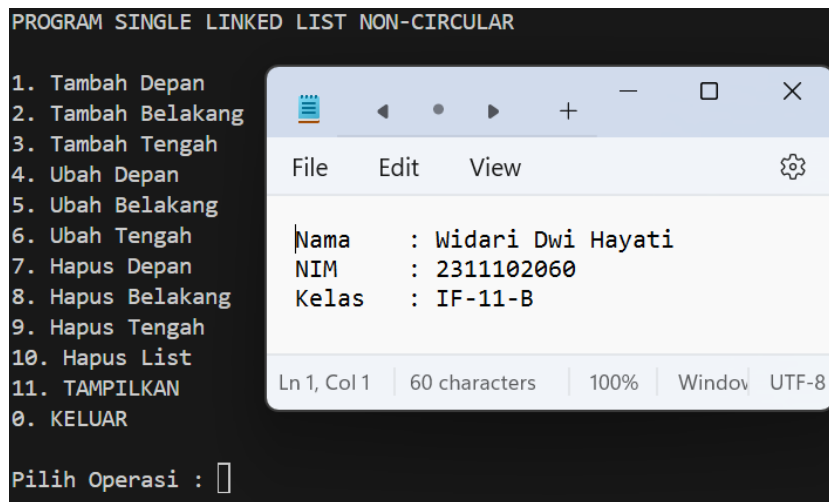 PROGRAM SINGLE LINKED LIST NON-CIRCULAR
1. Tambah Depan
2. Tambah Belakang
3. Tambah Tengah
4. Ubah Depan
5. Ubah Belakang
6. Ubah Tengah
7. Hapus Depan
8. Hapus Belakang
9. Hapus Tengah
10. Hapus List
11. TAMPILKAN
0. KELUAR
Pilih Operasi :
File Edit View
Nama : Widari Dwi Hayati
NIM : 2311102060
Kelas : IF-11-B
Ln 1, Col 1 60 characters 100% Window UTF-8